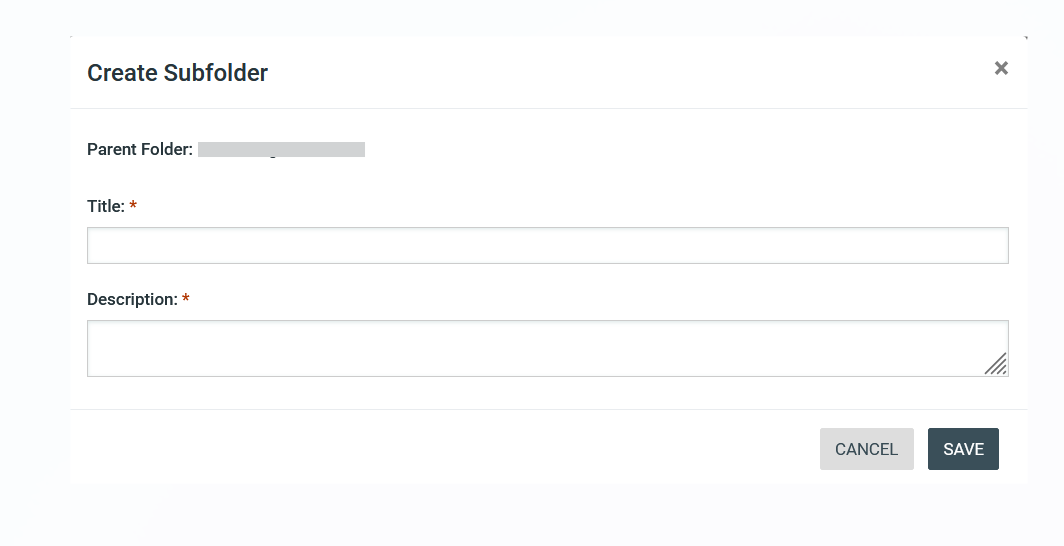 Create Subfolder
×
Parent Folder:
Title: *
Description: *
CANCEL SAVE